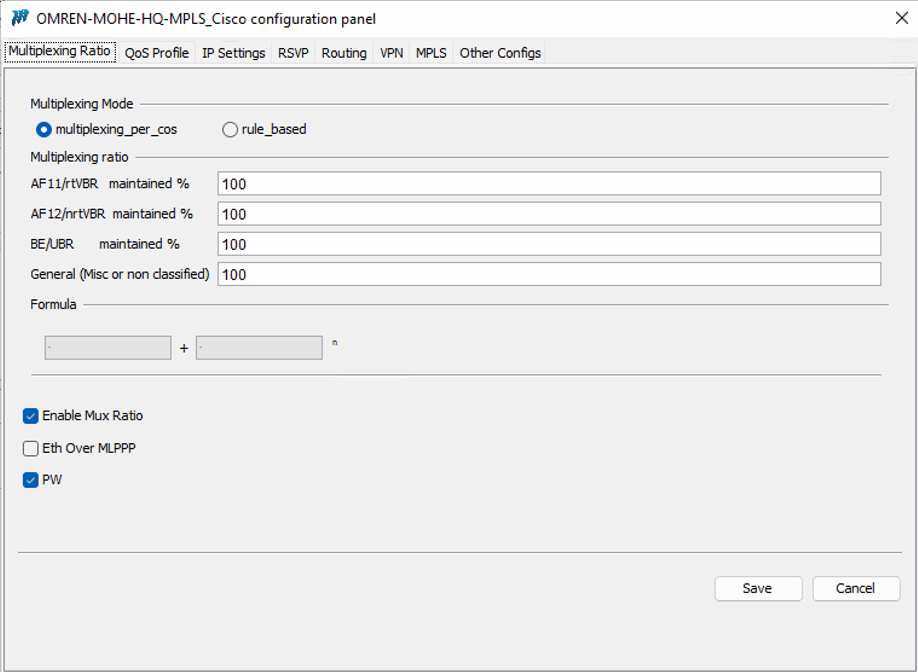 OMREN-MOHE-HQ-MPLS_Cisco configuration panel
Multiplexing Ratio QoS Profile IP Settings RSVP Routing VPN MPLS Other Configs
Multiplexing Mode
multiplexing_per_cos rule_based
Multiplexing ratio
AF11/rtVBR maintained % 100
AF12/nrtVBR maintained % 100
BE/UBR maintained % 100
General (Misc or non classified) 100
Formula
- + - n
Enable Mux Ratio
Eth Over MLPPP
PW
Save Cancel